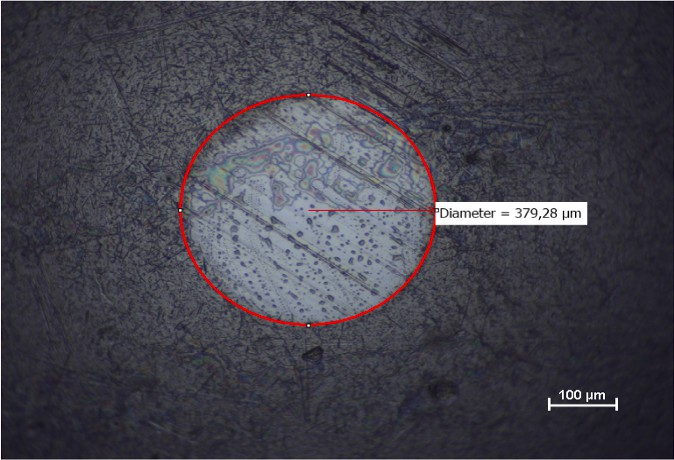 Diameter = 379,28 µm
100 µm